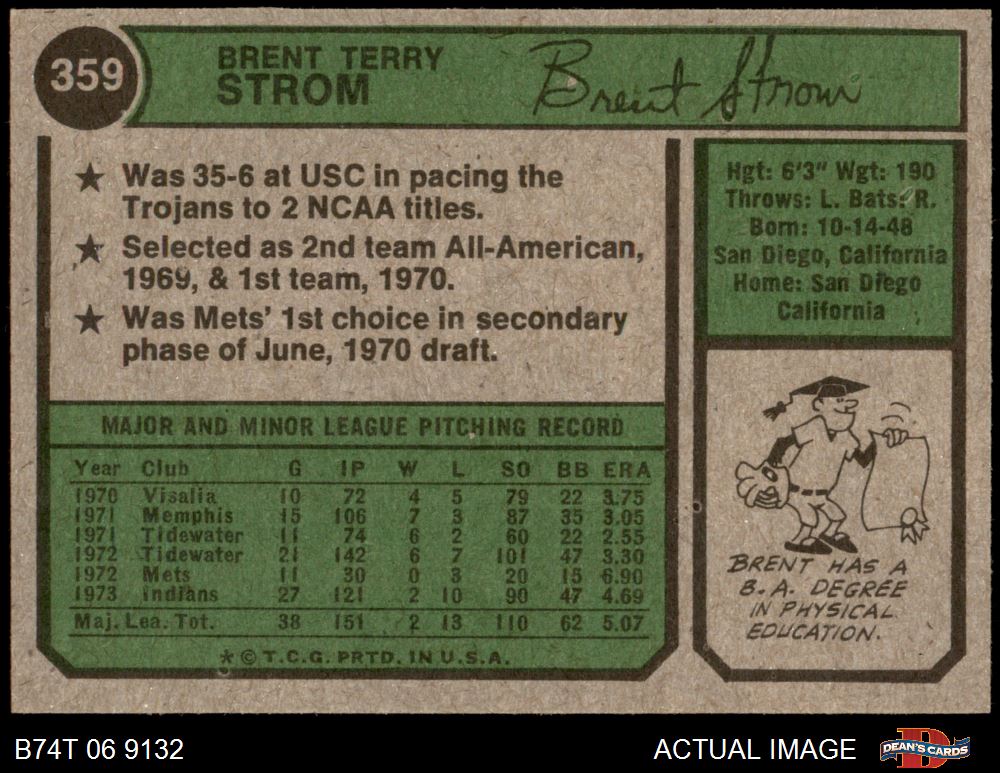 359
BRENT TERRY
STROM
Brent Strom
★ Was 35-6 at USC in pacing the
Trojans to 2 NCAA titles.
★ Selected as 2nd team All-American,
1969, & 1st team, 1970.
★ Was Mets' 1st choice in secondary
phase of June, 1970 draft.
Hgt: 6'3" Wgt: 190
Throws: L. Bats: R.
Born: 10-14-48
San Diego, California
Home: San Diego
California
MAJOR AND MINOR LEAGUE PITCHING RECORD
Year Club G IP W L SO BB ERA
1970 Visalia 10 72 4 5 79 22 3.75
1971 Memphis 15 106 7 3 87 35 3.05
1971 Tidewater 11 74 6 2 60 22 2.55
1972 Tidewater 21 142 6 7 101 47 3.30
1972 Mets 11 30 0 3 20 15 6.90
1973 Indians 27 121 2 10 90 47 4.69
Maj. Lea. Tot. 38 151 2 13 110 62 5.07
* © T.C.G. PRTD. IN U.S.A.
BRENT HAS A
B.A. DEGREE
IN PHYSICAL
EDUCATION.
B74T 06 9132
ACTUAL IMAGE
DEAN'S CARDS